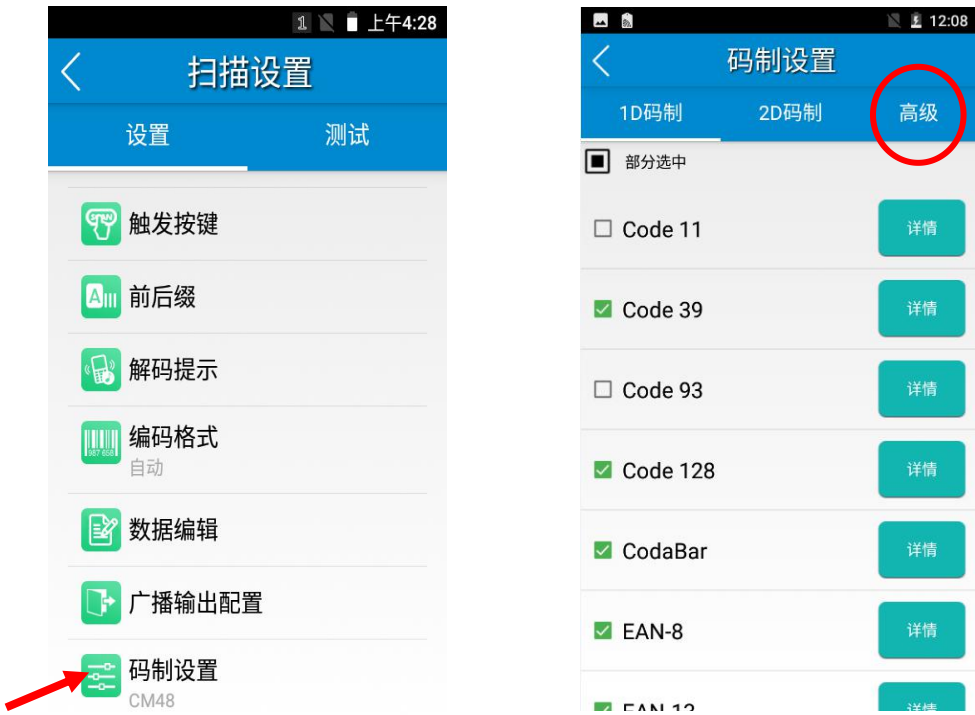 上午4:28
扫描设置
设置
测试
触发按键
前后缀
解码提示
编码格式
自动
数据编辑
广播输出配置
码制设置
CM48
12:08
码制设置
1D码制
2D码制
高级
部分选中
Code 11
详情
Code 39
详情
Code 93
详情
Code 128
详情
CodaBar
详情
EAN-8
详情
EAN-13
详情